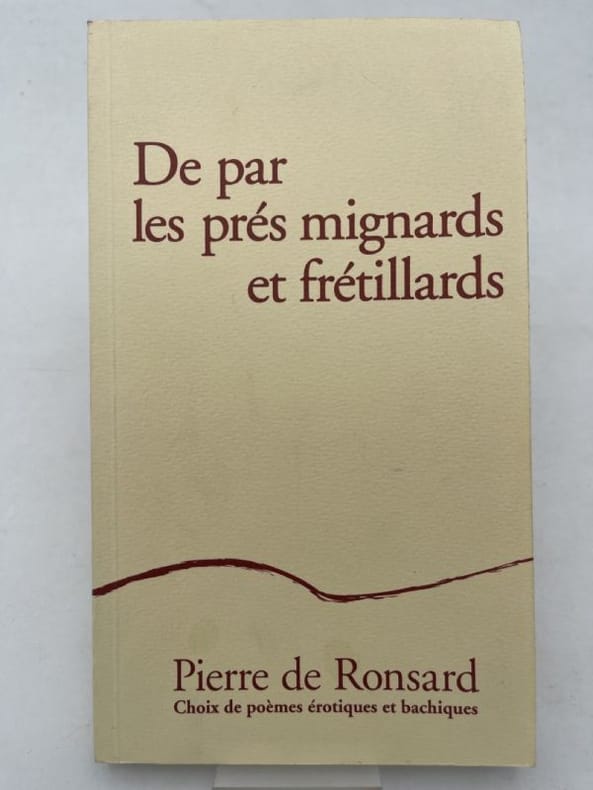 De par
les prés mignards
et frétillards
Pierre de Ronsard
Choix de poèmes érotiques et bachiques